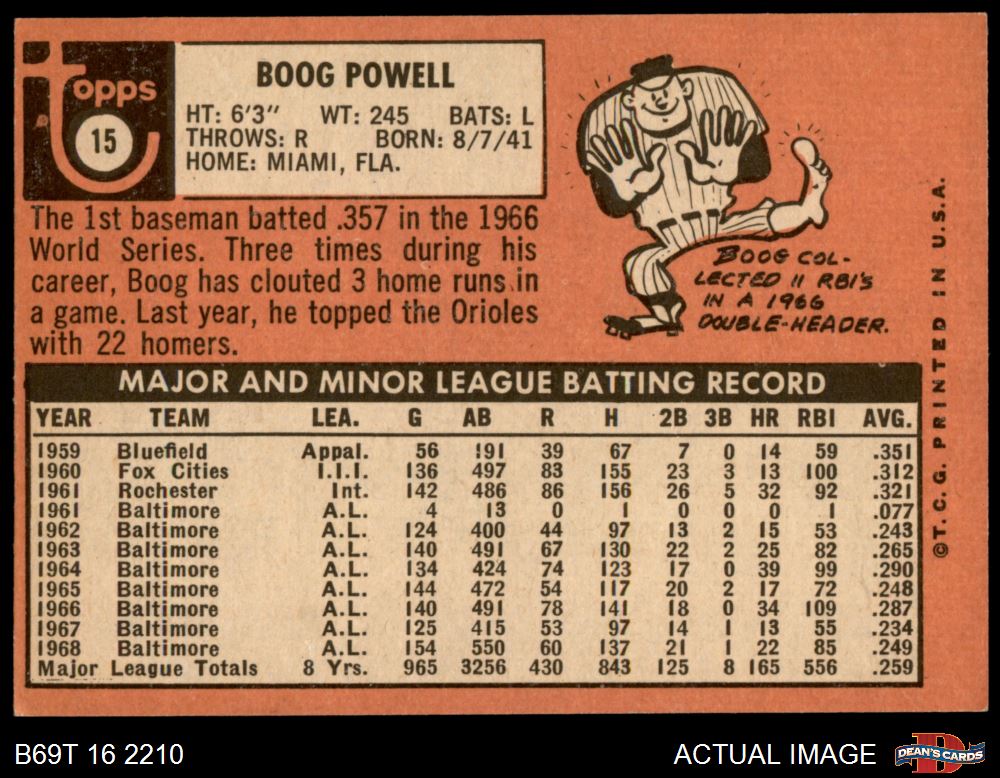 topps
15
BOOG POWELL
HT: 6'3" WT: 245 BATS: L
THROWS: R BORN: 8/7/41
HOME: MIAMI, FLA.
The 1st baseman batted .357 in the 1966
World Series. Three times during his
career, Boog has clouted 3 home runs in
a game. Last year, he topped the Orioles
with 22 homers.
BOOG COL-
LECTED 11 RBI'S
IN A 1966
DOUBLE-HEADER.
MAJOR AND MINOR LEAGUE BATTING RECORD
YEAR TEAM LEA. G AB R H 2B 3B HR RBI AVG.
1959 Bluefield Appal. 56 191 39 67 7 0 14 59 .351
1960 Fox Cities I.I.I. 136 497 83 155 23 3 13 100 .312
1961 Rochester Int. 142 486 86 156 26 5 32 92 .321
1961 Baltimore A.L. 4 13 0 1 0 0 0 1 .077
1962 Baltimore A.L. 124 400 44 97 13 2 15 53 .243
1963 Baltimore A.L. 140 491 67 130 22 2 25 82 .265
1964 Baltimore A.L. 134 424 74 123 17 0 39 99 .290
1965 Baltimore A.L. 144 472 54 117 20 2 17 72 .248
1966 Baltimore A.L. 140 491 78 141 18 0 34 109 .287
1967 Baltimore A.L. 125 415 53 97 14 1 13 55 .234
1968 Baltimore A.L. 154 550 60 137 21 1 22 85 .249
Major League Totals 8 Yrs. 965 3256 430 843 125 8 165 556 .259
©T.C.G. PRINTED IN U.S.A.
B69T 16 2210
ACTUAL IMAGE
DEAN'S CARDS